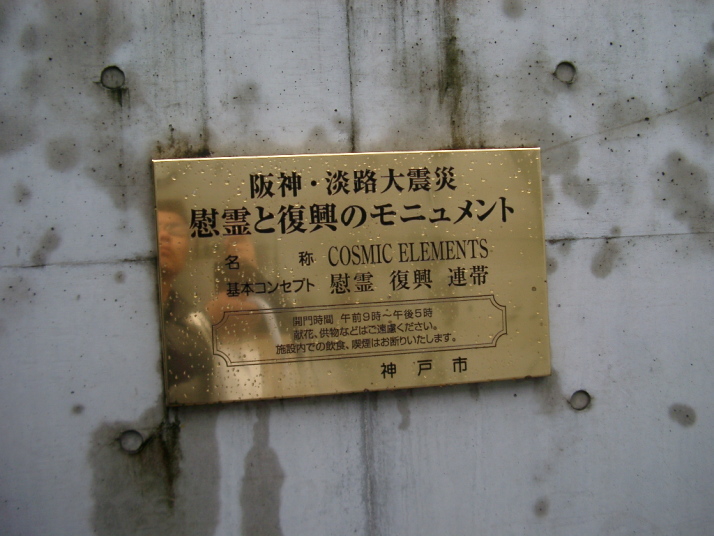 阪神・淡路大震災
慰霊と復興のモニュメント
名　　称 COSMIC ELEMENTS
基本コンセプト 慰霊 復興 連帯
開門時間 午前9時～午後5時
献花、供物などはご遠慮ください。
施設内での飲食、喫煙はお断りいたします。
神戸市